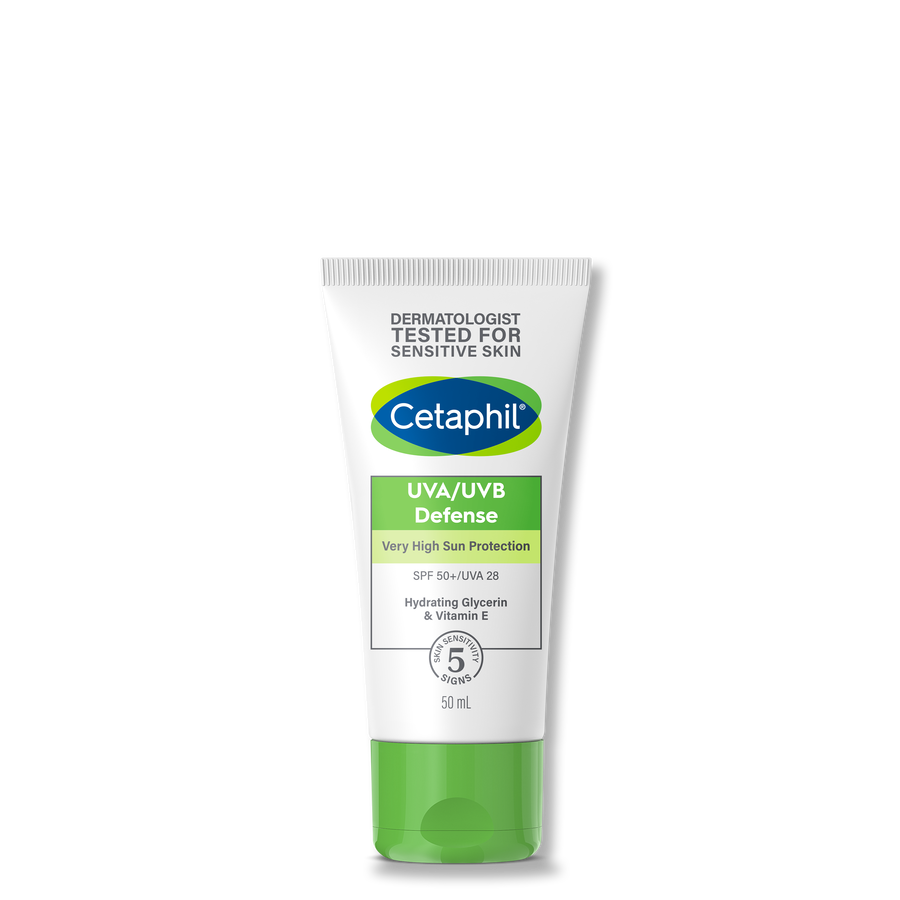 DERMATOLOGIST
TESTED FOR
SENSITIVE SKIN
Cetaphil®
UVA/UVB
Defense
Very High Sun Protection
SPF 50+/UVA 28
Hydrating Glycerin
& Vitamin E
SKIN SENSITIVITY
5
SIGNS
50 mL